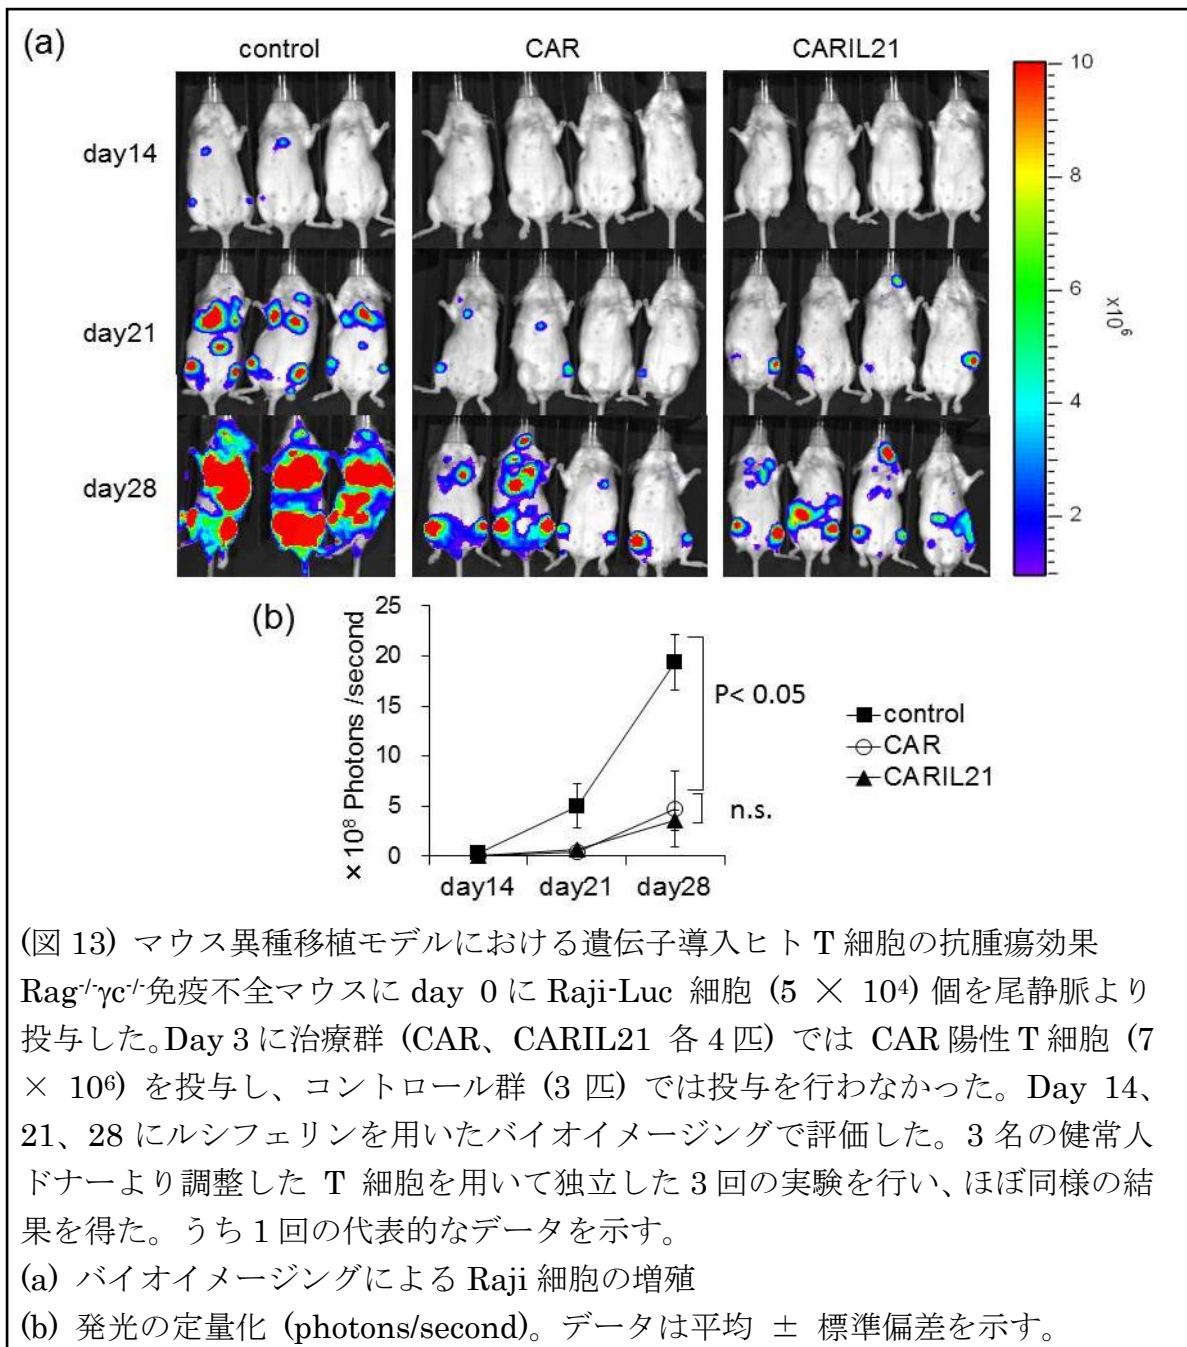 (a)
control CAR CARIL21
day14
day21
day28
10
8
6
4
2
x10⁶
(b)
×10⁸ Photons /second
25
20
15
10
5
0
day14 day21 day28
P< 0.05
n.s.
control
CAR
CARIL21
(図 13) マウス異種移植モデルにおける遺伝子導入ヒト T 細胞の抗腫瘍効果
Rag⁻/⁻γc⁻/⁻免疫不全マウスに day 0 に Raji-Luc 細胞 (5 × 10⁴) 個を尾静脈より
投与した。Day 3 に治療群 (CAR、CARIL21 各 4 匹) では CAR 陽性 T 細胞 (7
× 10⁶) を投与し、コントロール群 (3 匹) では投与を行わなかった。Day 14、
21、28 にルシフェリンを用いたバイオイメージングで評価した。3 名の健常人
ドナーより調整した T 細胞を用いて独立した 3 回の実験を行い、ほぼ同様の結
果を得た。うち 1 回の代表的なデータを示す。
(a) バイオイメージングによる Raji 細胞の増殖
(b) 発光の定量化 (photons/second)。データは平均 ± 標準偏差を示す。